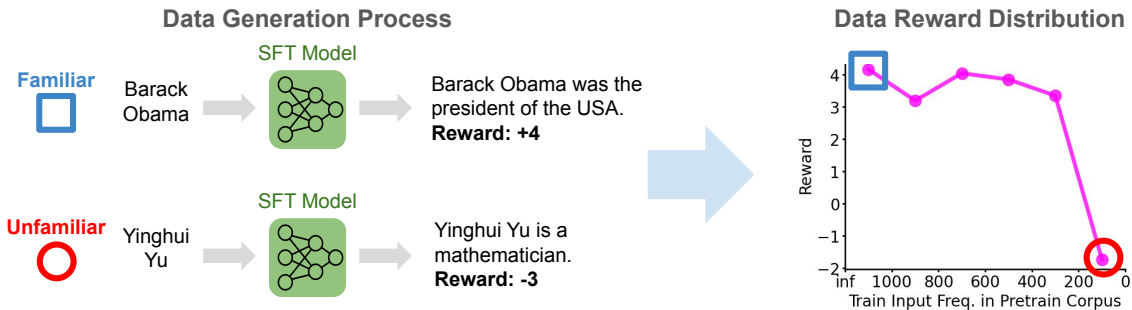 Data Generation Process
Familiar
Barack
Obama
SFT Model
Barack Obama was the
president of the USA.
Reward: +4
Unfamiliar
Yinghui
Yu
SFT Model
Yinghui Yu is a
mathematician.
Reward: -3
Data Reward Distribution
Reward
4
3
2
1
0
−1
−2
inf 1000 800 600 400 200 0
Train Input Freq. in Pretrain Corpus